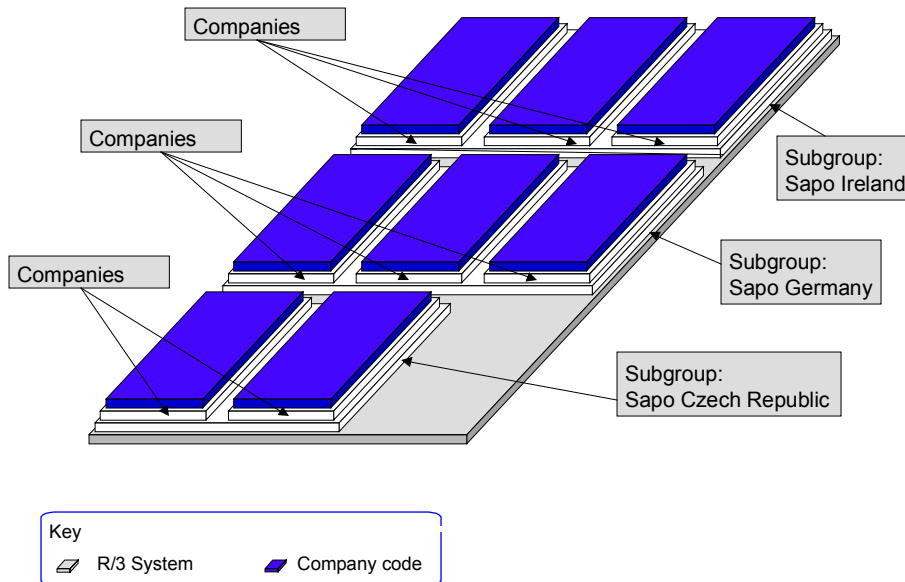 Companies
Companies
Subgroup:
Sapo Ireland
Companies
Subgroup:
Sapo Germany
Subgroup:
Sapo Czech Republic
Key
R/3 System
Company code